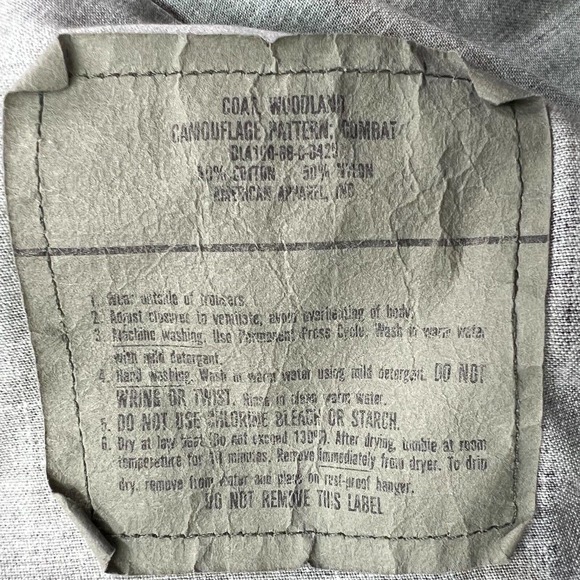 COAT, WOODLAND
CAMOUFLAGE PATTERN: COMBAT
50% COTTON 50% NYLON
AMERICAN APPAREL, INC
1. Wear outside of trousers.
2. Adjust closures to ventilate, avoid overheating of body.
3. Machine washing. Use Permanent Press Cycle. Wash in warm water
with mild detergent.
4. Hand washing. Wash in warm water using mild detergent. DO NOT
WRING OR TWIST. Rinse in clean warm water.
5. DO NOT USE CHLORINE BLEACH OR STARCH.
6. Dry at low heat (Do not exceed 130°). After drying, tumble at room
temperature for minutes. Remove immediately from dryer. To drip
dry, remove from water and place on rust-proof hanger.
DO NOT REMOVE THIS LABEL